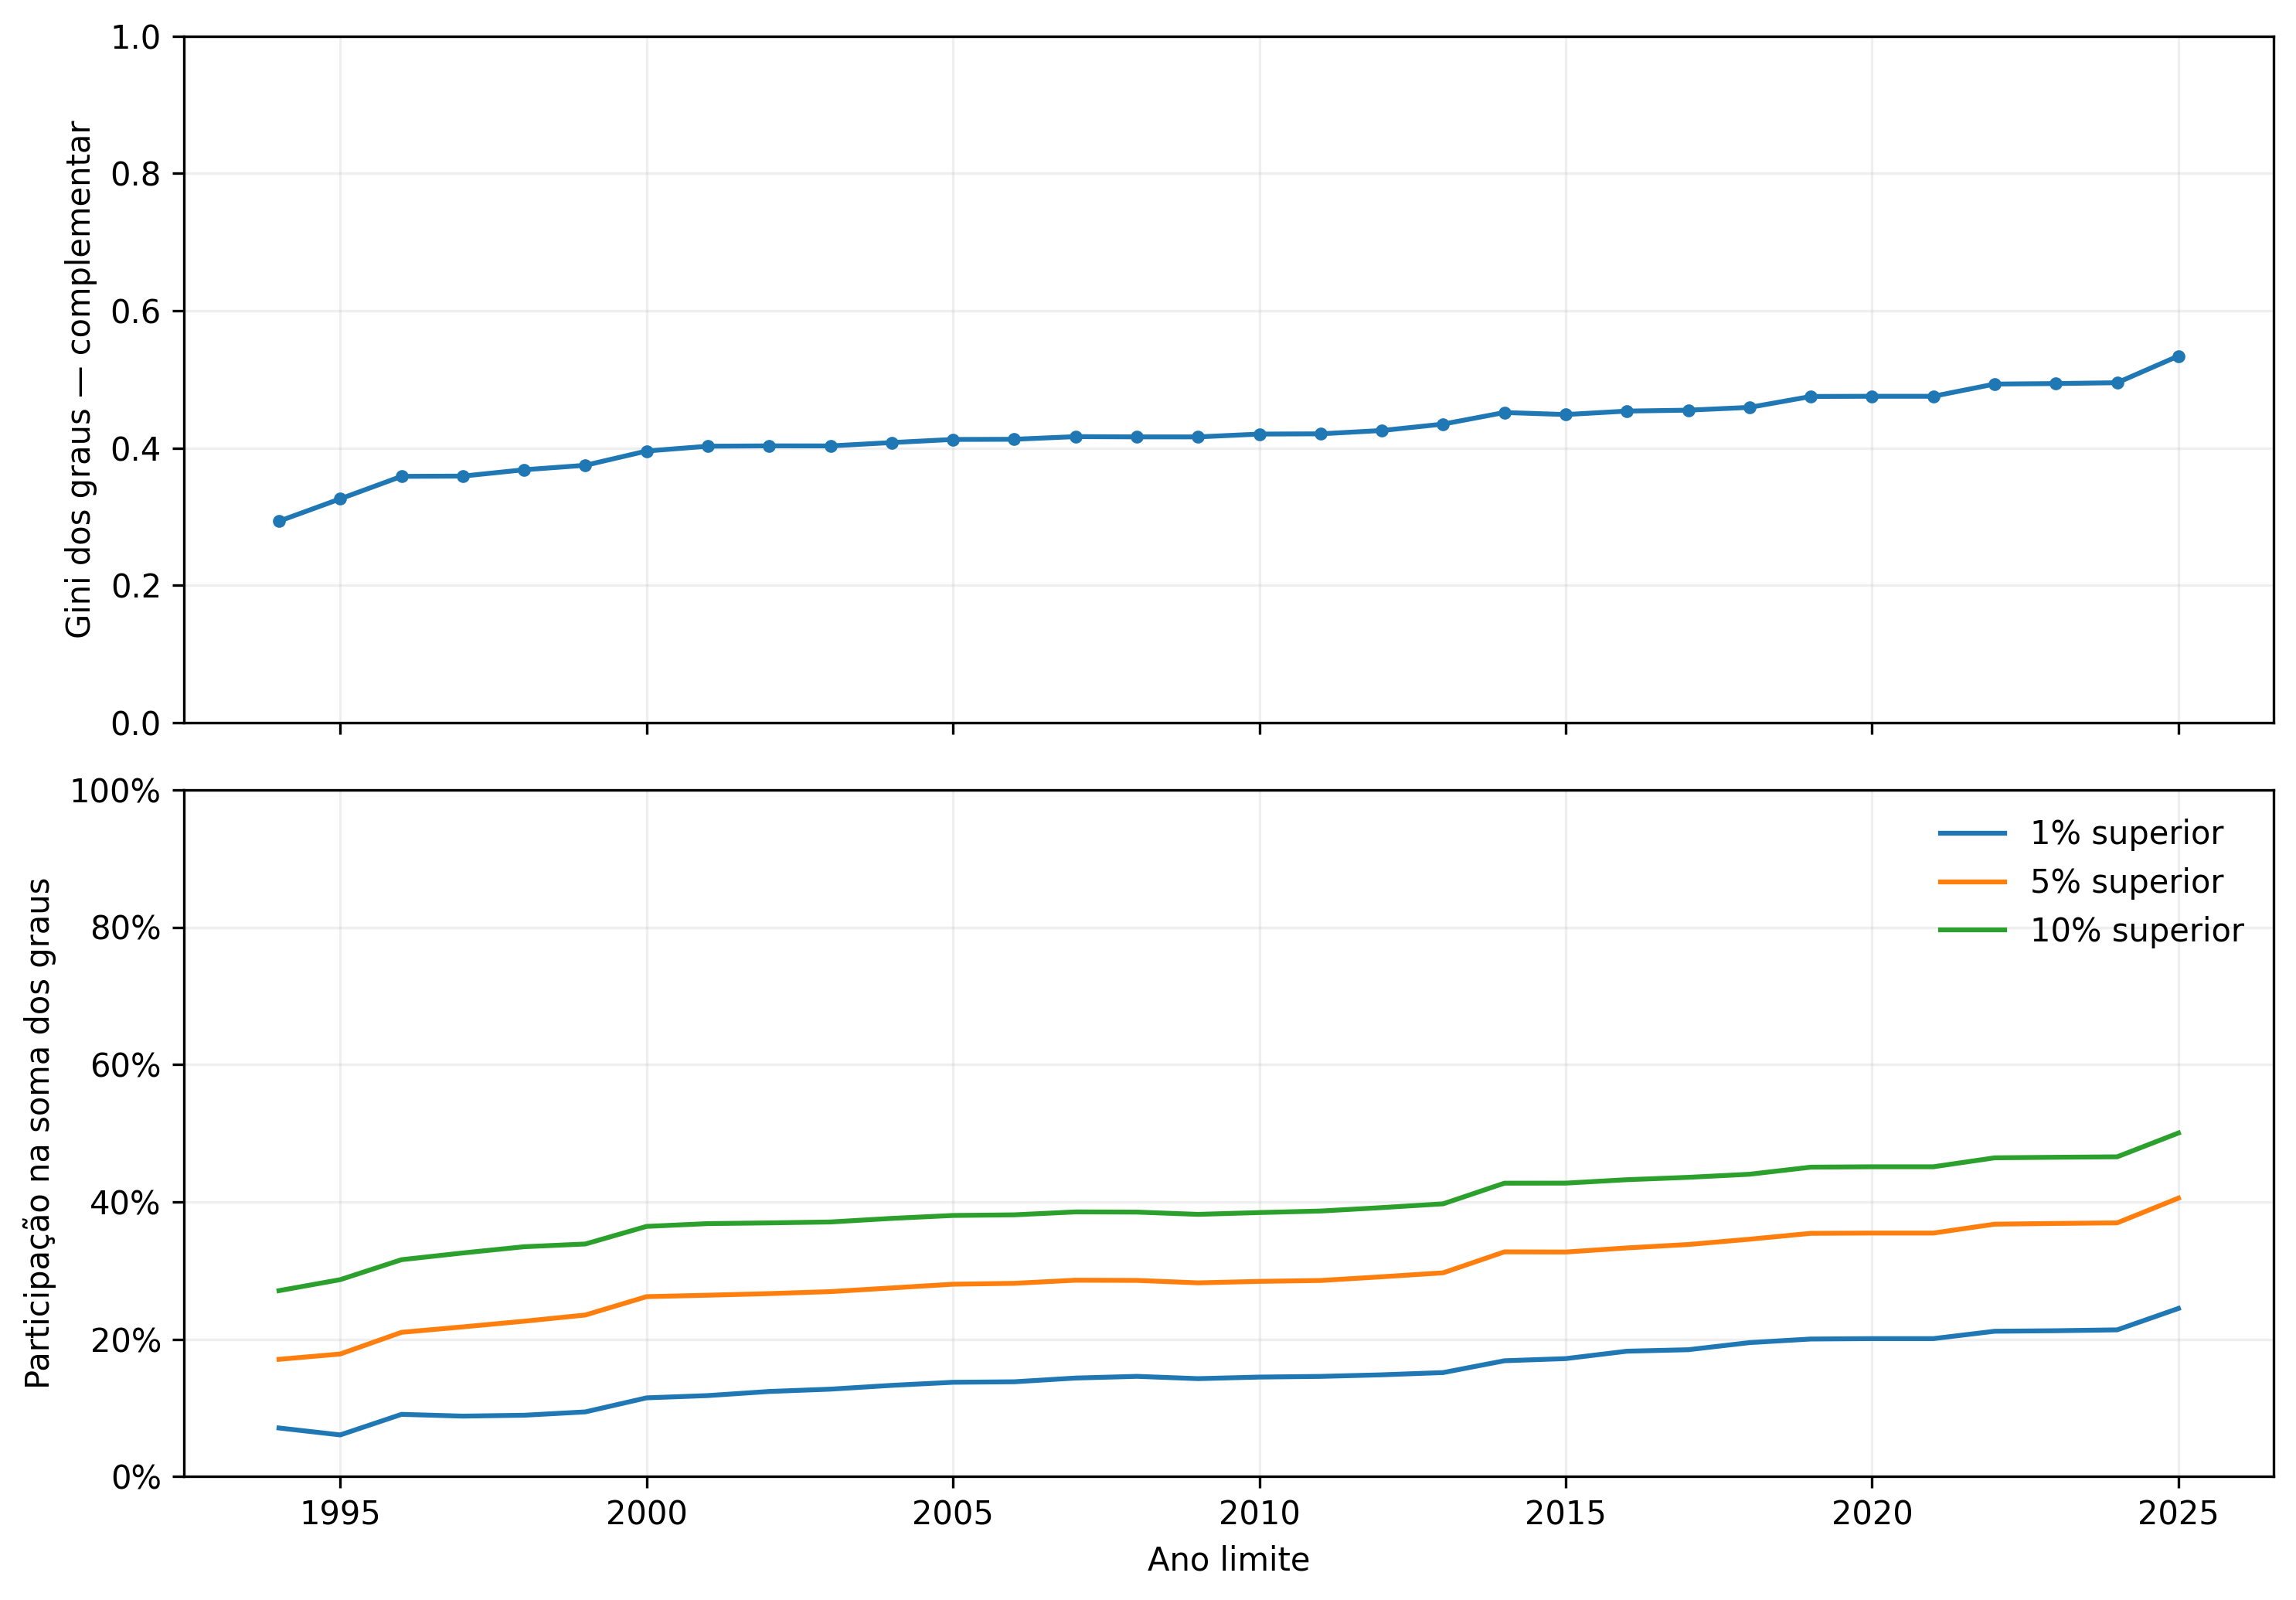 1.0
0.8
0.6
0.4
0.2
0.0
Gini dos graus — complementar
100%
80%
60%
40%
20%
0%
Participação na soma dos graus
1% superior
5% superior
10% superior
1995 2000 2005 2010 2015 2020 2025
Ano limite